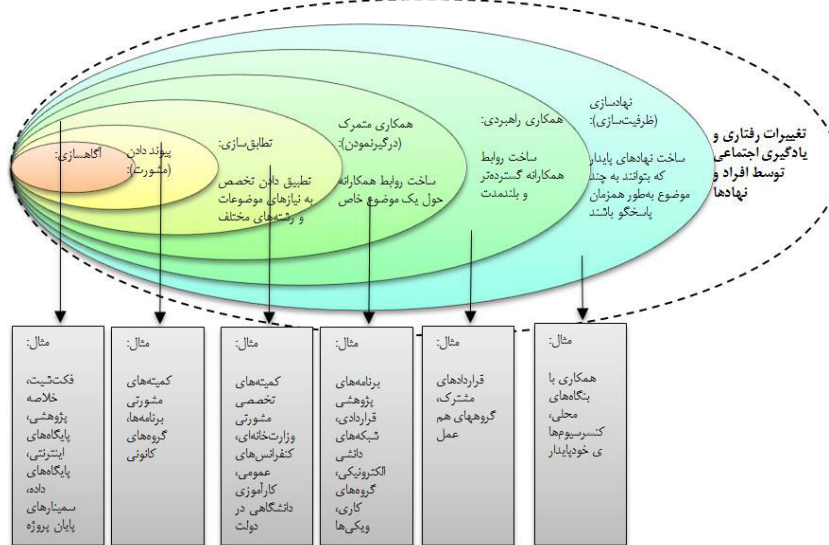 تغییرات رفتاری و
یادگیری اجتماعی
توسط افراد و
نهادها
نهادسازی
(ظرفیت‌سازی):
ساخت نهادهای پایدار
که بتوانند به چند
موضوع به‌طور همزمان
پاسخگو باشند
همکاری راهبردی:
ساخت روابط
همکارانه گسترده‌تر
و بلندمدت
همکاری متمرک
(درگیرنمودن):
ساخت روابط همکارانه
حول یک موضوع خاص
تطابق‌سازی:
تطبیق دادن تخصص
به نیازهای موضوعات
و رشته‌های مختلف
پیوند دادن
(مشورت):
آگاهسازی:
مثال:
همکاری با
بنگاه‌های
محلی،
کنسرسیوم‌ها
ی خودپایدار
مثال:
قراردادهای
مشترک،
گروههای هم
عمل
مثال:
برنامه‌های
پژوهشی
قراردادی،
شبکه‌های
دانشی
الکترونیکی،
گروه‌های
کاری،
ویکی‌ها
مثال:
کمیته‌های
تخصصی
مشورتی
وزارت‌خانه‌ای،
کنفرانس‌های
عمومی،
کارآموزی
دانشگاهی در
دولت
مثال:
کمیته‌های
مشورتی
برنامه‌ها،
گروه‌های
کانونی
مثال:
فکت‌شیت،
خلاصه
پژوهشی،
پایگاه‌های
اینترنتی،
پایگاه‌های
داده،
سمینارهای
پایان پروژه